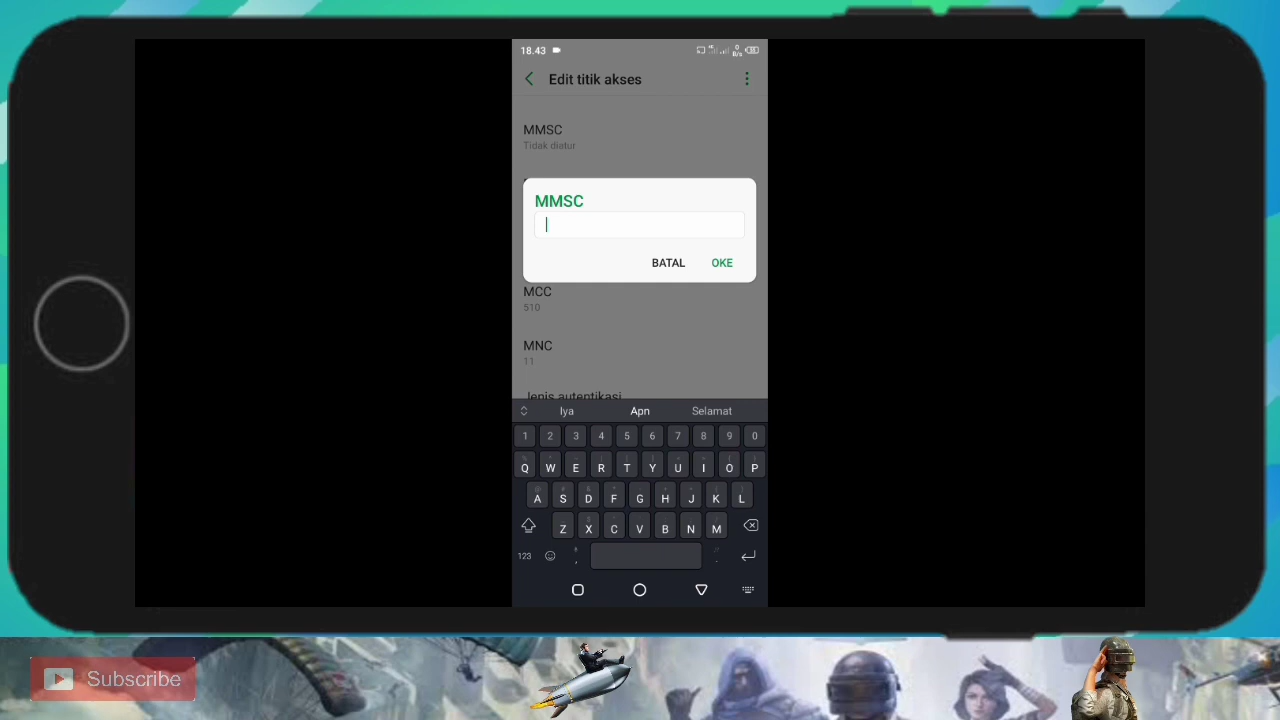 18.43
Edit titik akses
MMSC
Tidak diatur
MMSC
BATAL OKE
MCC
510
MNC
11
Jenis autentikasi
Iya Apn Selamat
1 2 3 4 5 6 7 8 9 0
Q W E R T Y U I O P
A S D F G H J K L
Z X C V B N M
123 , .
Subscribe